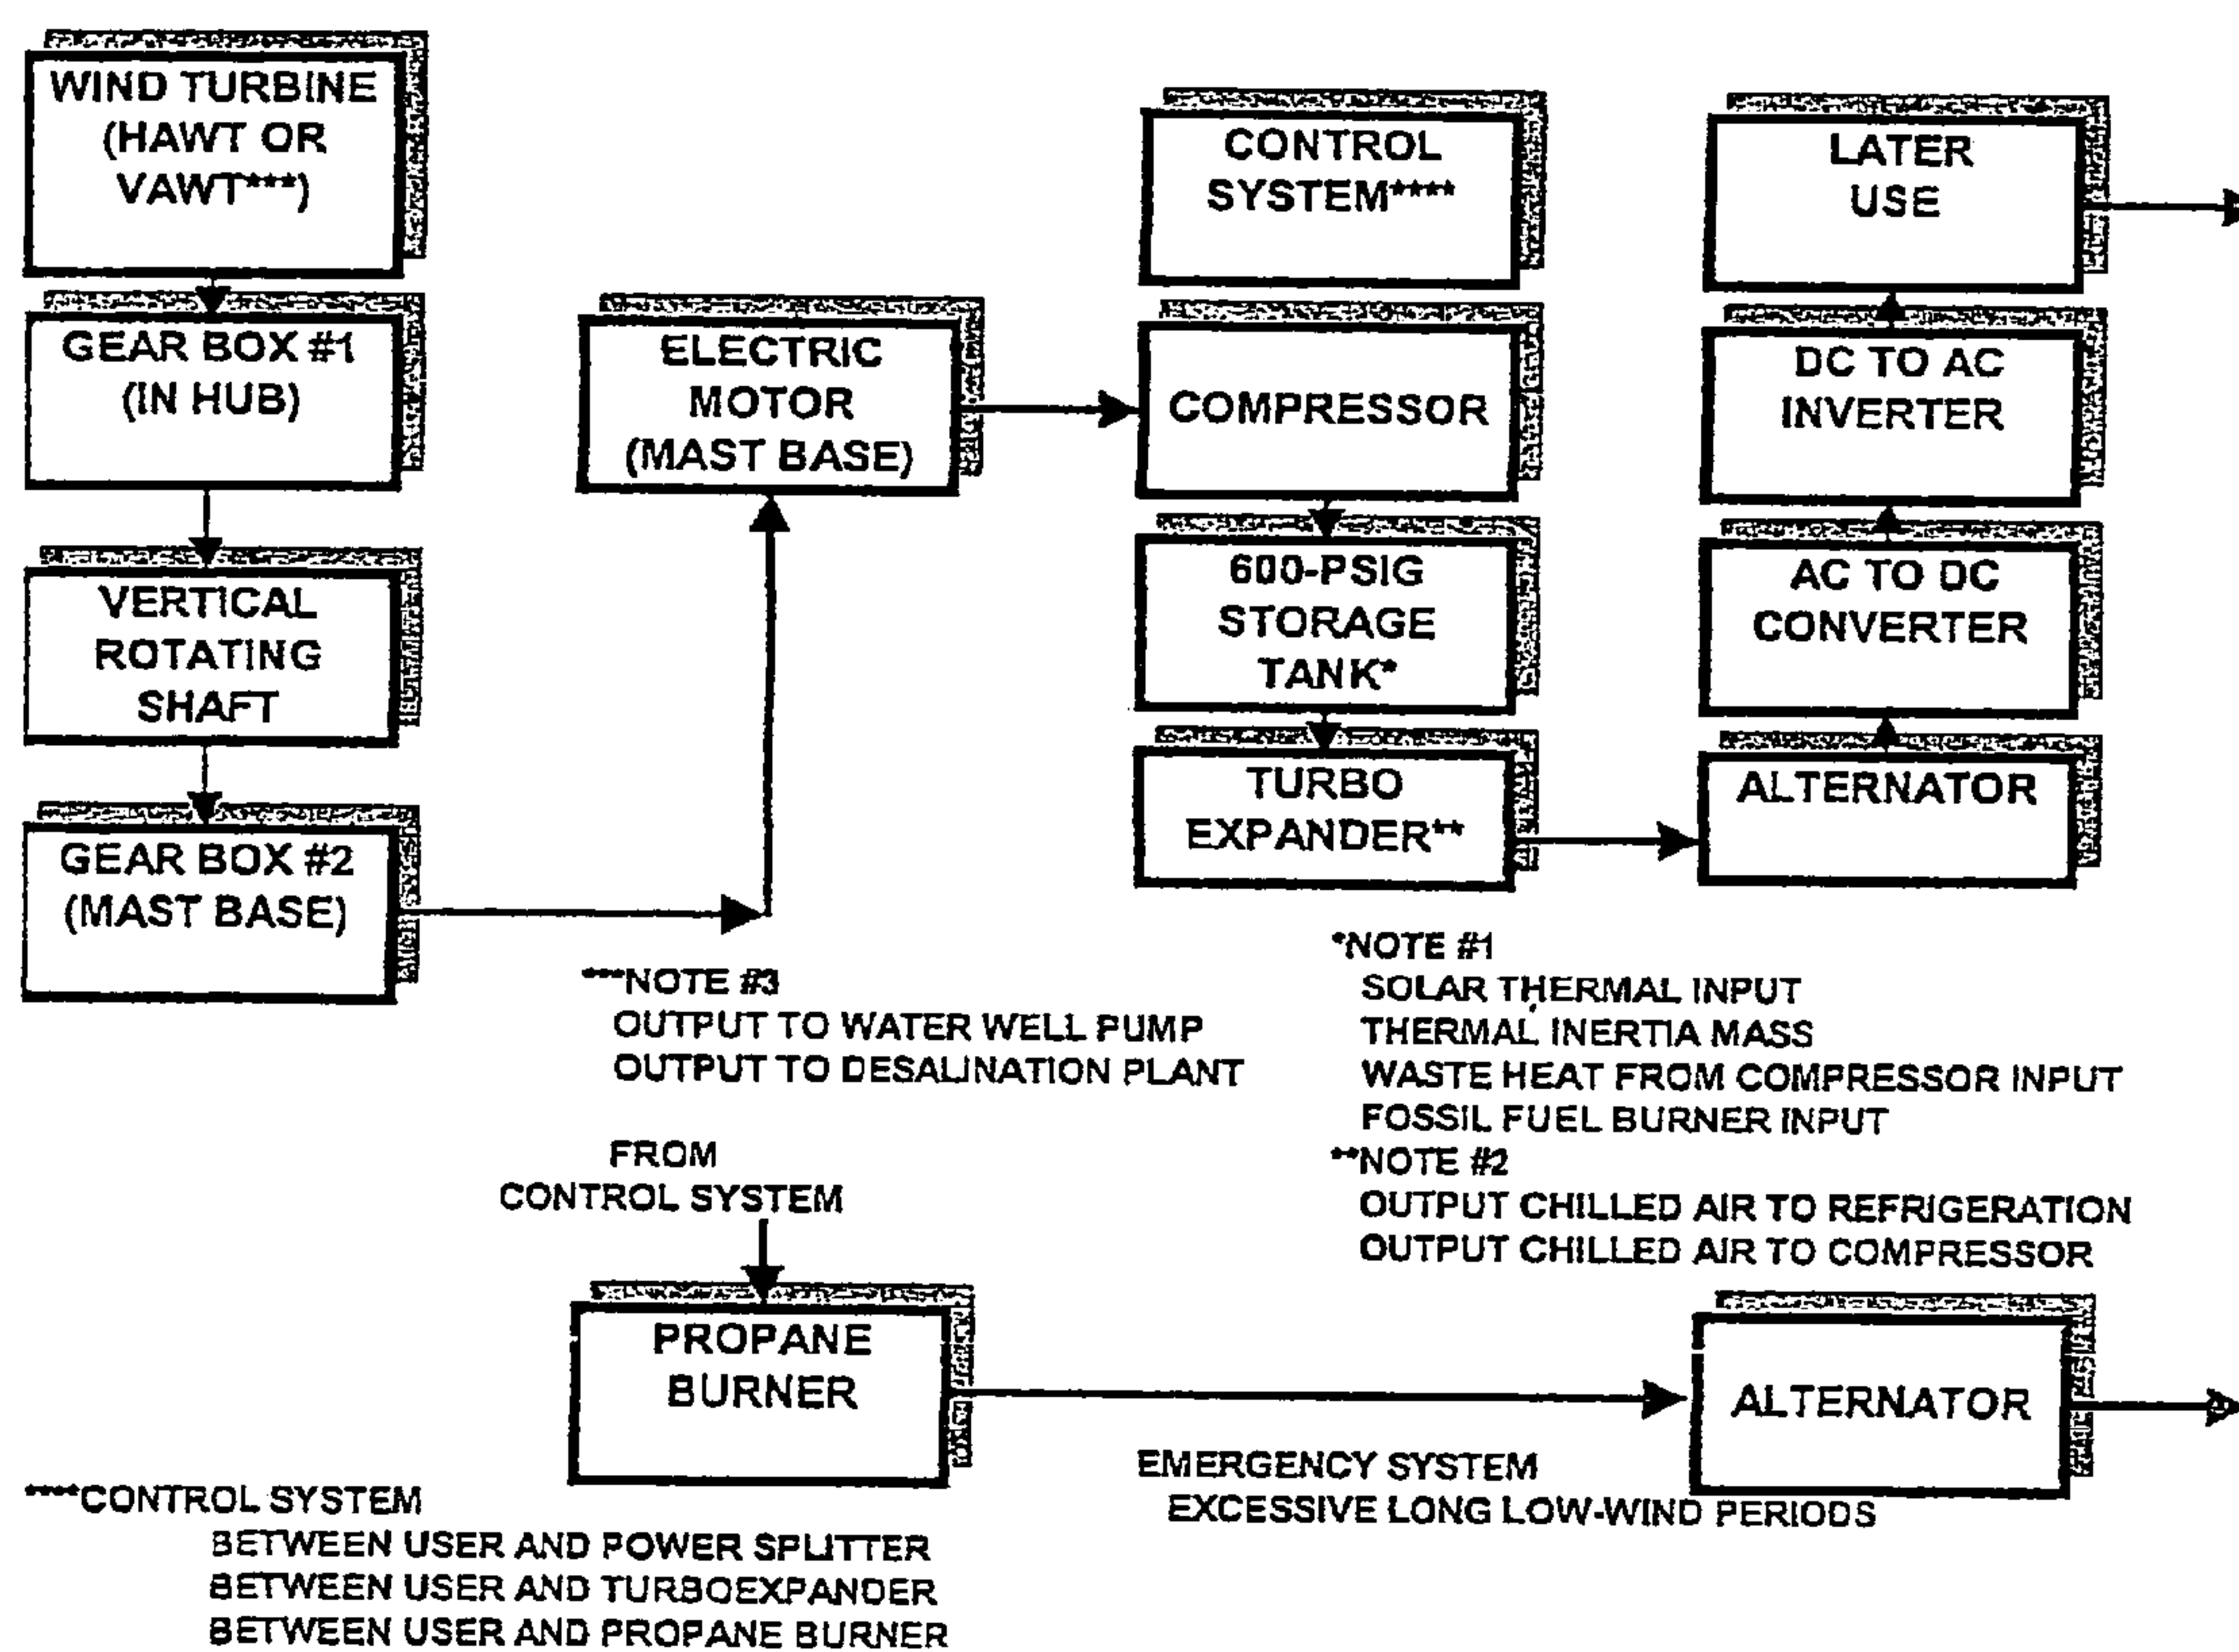 WIND TURBINE
(HAWT OR
VAWT***)
GEAR BOX #1
(IN HUB)
VERTICAL
ROTATING
SHAFT
GEAR BOX #2
(MAST BASE)
ELECTRIC
MOTOR
(MAST BASE)
CONTROL
SYSTEM****
COMPRESSOR
600-PSIG
STORAGE
TANK*
TURBO
EXPANDER**
LATER
USE
DC TO AC
INVERTER
AC TO DC
CONVERTER
ALTERNATOR
***NOTE #3
OUTPUT TO WATER WELL PUMP
OUTPUT TO DESALINATION PLANT
*NOTE #1
SOLAR THERMAL INPUT
THERMAL INERTIA MASS
WASTE HEAT FROM COMPRESSOR INPUT
FOSSIL FUEL BURNER INPUT
**NOTE #2
OUTPUT CHILLED AIR TO REFRIGERATION
OUTPUT CHILLED AIR TO COMPRESSOR
FROM
CONTROL SYSTEM
PROPANE
BURNER
ALTERNATOR
EMERGENCY SYSTEM
EXCESSIVE LONG LOW-WIND PERIODS
****CONTROL SYSTEM
BETWEEN USER AND POWER SPLITTER
BETWEEN USER AND TURBOEXPANDER
BETWEEN USER AND PROPANE BURNER